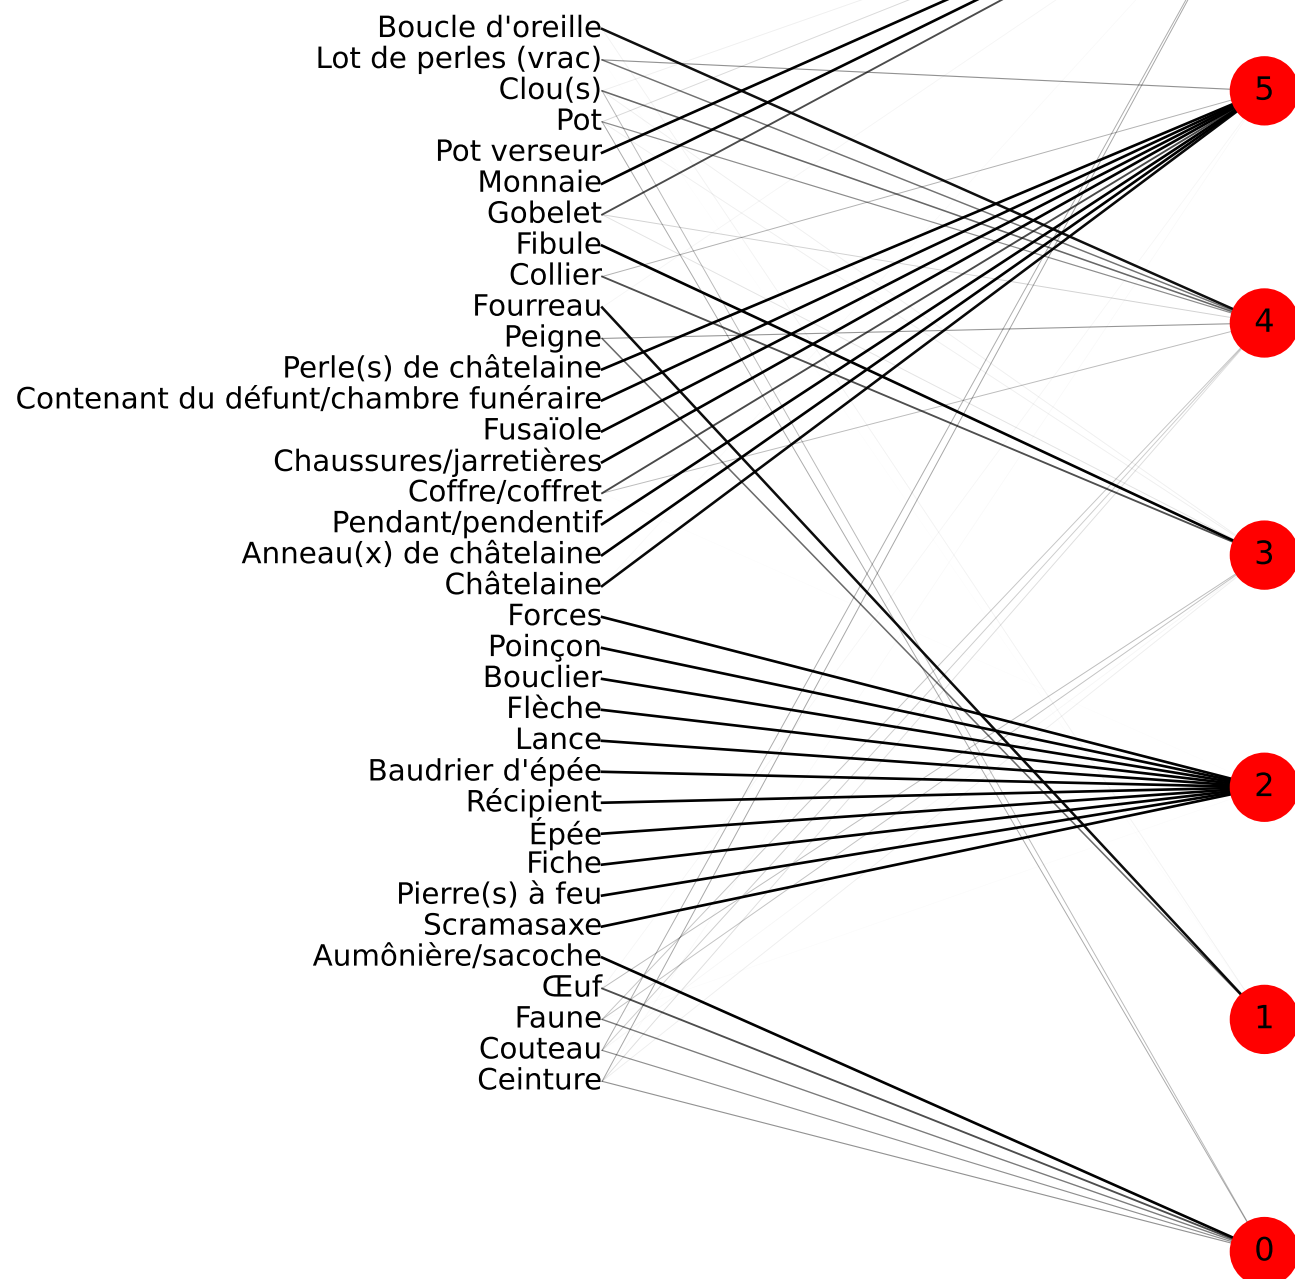 Boucle d'oreille
Lot de perles (vrac)
Clou(s)
Pot
Pot verseur
Monnaie
Gobelet
Fibule
Collier
Fourreau
Peigne
Perle(s) de châtelaine
Contenant du défunt/chambre funéraire
Fusaïole
Chaussures/jarretières
Coffre/coffret
Pendant/pendentif
Anneau(x) de châtelaine
Châtelaine
Forces
Poinçon
Bouclier
Flèche
Lance
Baudrier d'épée
Récipient
Épée
Fiche
Pierre(s) à feu
Scramasaxe
Aumônière/sacoche
Œuf
Faune
Couteau
Ceinture
5
4
3
2
1
0